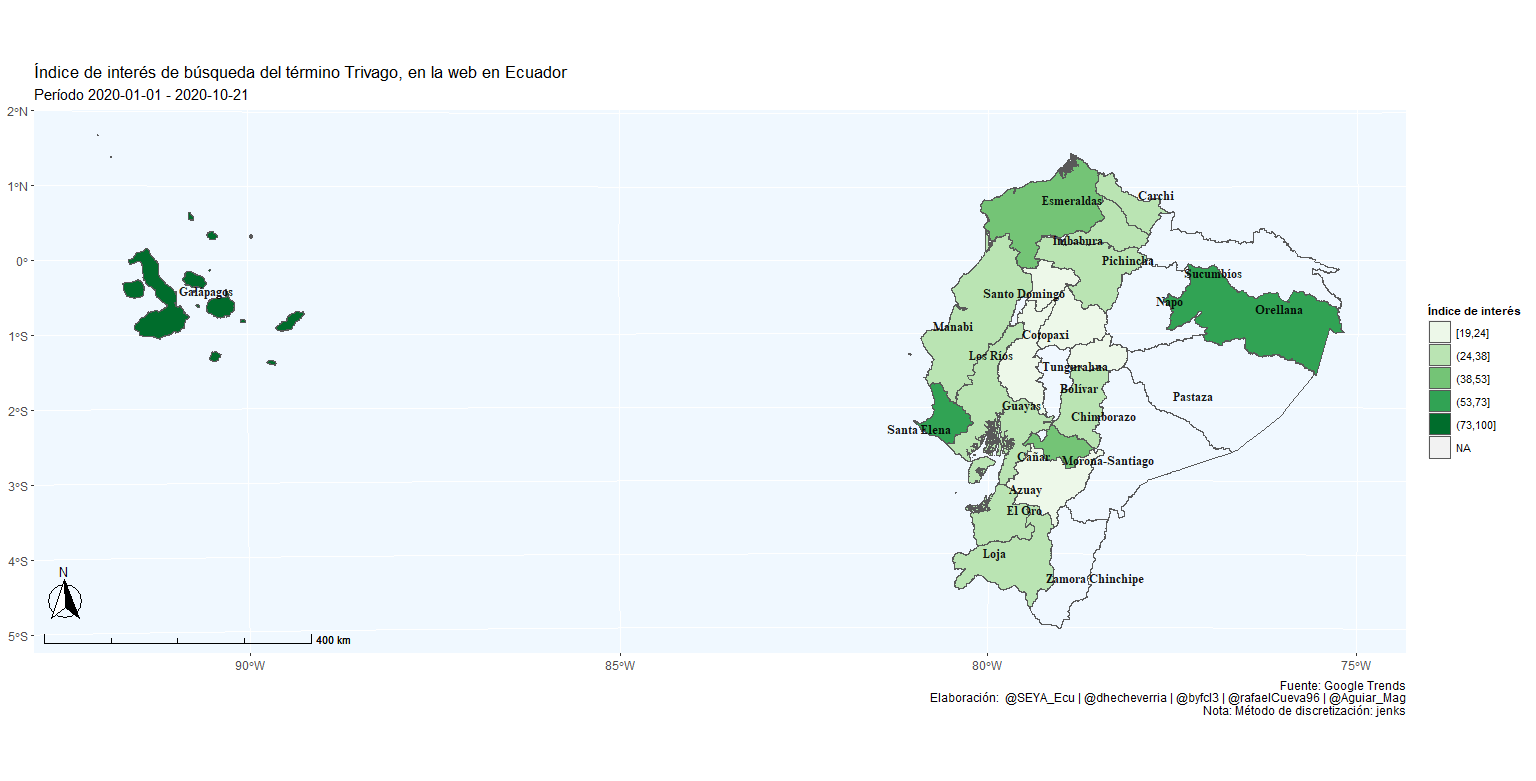 Índice de interés de búsqueda del término Trivago, en la web en Ecuador
Período 2020-01-01 - 2020-10-21
2°N
1°N
0°
1°S
2°S
3°S
4°S
5°S
90°W
85°W
80°W
75°W
Galápagos
Esmeraldas
Carchi
Imbabura
Pichincha
Sucumbíos
Santo Domingo
Napo
Orellana
Manabi
Cotopaxi
Los Ríos
Tungurahua
Bolívar
Pastaza
Guayas
Chimborazo
Santa Elena
Cañar
Morona-Santiago
Azuay
El Oro
Loja
Zamora Chinchipe
N
400 km
Índice de interés
[19,24]
(24,38]
(38,53]
(53,73]
(73,100]
NA
Fuente: Google Trends
Elaboración:  @SEYA_Ecu | @dhecheverria | @byfcl3 | @rafaelCueva96 | @Aguiar_Mag
Nota: Método de discretización: jenks